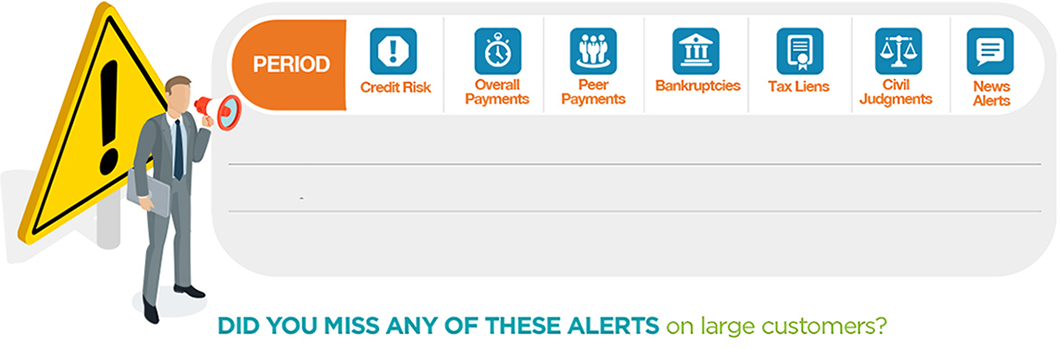 PERIOD
Credit Risk
Overall
Payments
Peer
Payments
Bankruptcies
Tax Liens
Civil
Judgments
News
Alerts
-
DID YOU MISS ANY OF THESE ALERTS on large customers?